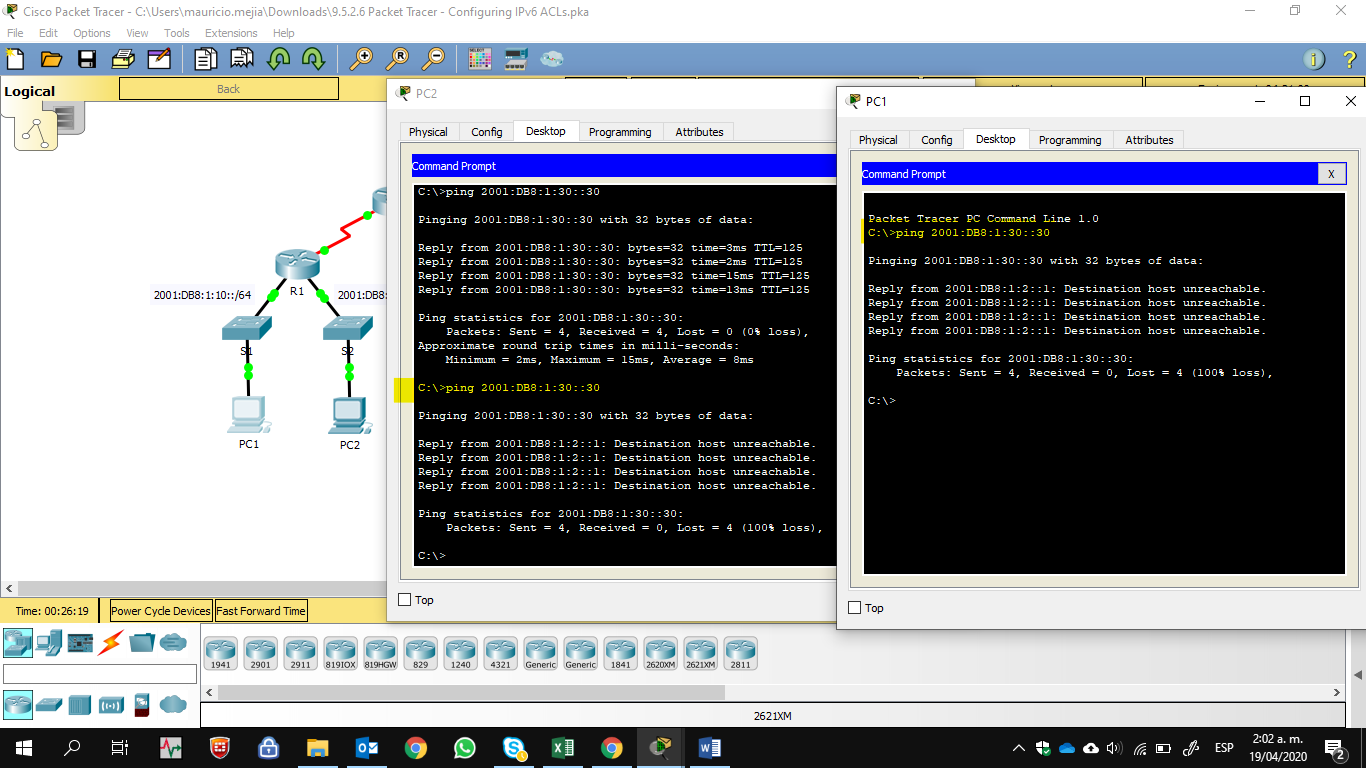 Cisco Packet Tracer - C:\Users\mauricio.mejia\Downloads\9.5.2.6 Packet Tracer - Configuring IPv6 ACLs.pka
File Edit Options View Tools Extensions Help
Logical
Back
2001:DB8:1:10::/64
2001:DB8:
R1
S1
S2
PC1
PC2
PC2
Physical Config Desktop Programming Attributes
Command Prompt
C:\>ping 2001:DB8:1:30::30
Pinging 2001:DB8:1:30::30 with 32 bytes of data:
Reply from 2001:DB8:1:30::30: bytes=32 time=3ms TTL=125
Reply from 2001:DB8:1:30::30: bytes=32 time=2ms TTL=125
Reply from 2001:DB8:1:30::30: bytes=32 time=15ms TTL=125
Reply from 2001:DB8:1:30::30: bytes=32 time=13ms TTL=125
Ping statistics for 2001:DB8:1:30::30:
Packets: Sent = 4, Received = 4, Lost = 0 (0% loss),
Approximate round trip times in milli-seconds:
Minimum = 2ms, Maximum = 15ms, Average = 8ms
C:\>ping 2001:DB8:1:30::30
Pinging 2001:DB8:1:30::30 with 32 bytes of data:
Reply from 2001:DB8:1:2::1: Destination host unreachable.
Reply from 2001:DB8:1:2::1: Destination host unreachable.
Reply from 2001:DB8:1:2::1: Destination host unreachable.
Reply from 2001:DB8:1:2::1: Destination host unreachable.
Ping statistics for 2001:DB8:1:30::30:
Packets: Sent = 4, Received = 0, Lost = 4 (100% loss),
C:\>
Top
PC1
Physical Config Desktop Programming Attributes
Command Prompt
X
Packet Tracer PC Command Line 1.0
C:\>ping 2001:DB8:1:30::30
Pinging 2001:DB8:1:30::30 with 32 bytes of data:
Reply from 2001:DB8:1:2::1: Destination host unreachable.
Reply from 2001:DB8:1:2::1: Destination host unreachable.
Reply from 2001:DB8:1:2::1: Destination host unreachable.
Reply from 2001:DB8:1:2::1: Destination host unreachable.
Ping statistics for 2001:DB8:1:30::30:
Packets: Sent = 4, Received = 0, Lost = 4 (100% loss),
C:\>
Top
Time: 00:26:19 Power Cycle Devices Fast Forward Time
1941 2901 2911 819IOX 819HGW 829 1240 4321 Generic Generic 1841 2620XM 2621XM 2811
2621XM
ESP
2:02 a. m.
19/04/2020
2